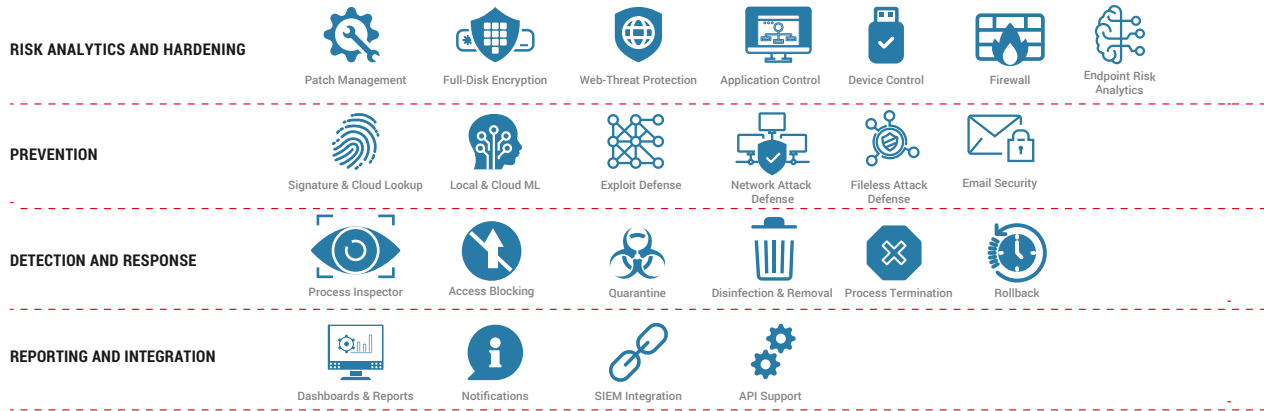 RISK ANALYTICS AND HARDENING
Patch Management
Full-Disk Encryption
Web-Threat Protection
Application Control
Device Control
Firewall
Endpoint Risk
Analytics
PREVENTION
Signature & Cloud Lookup
Local & Cloud ML
Exploit Defense
Network Attack
Defense
Fileless Attack
Defense
Email Security
DETECTION AND RESPONSE
Process Inspector
Access Blocking
Quarantine
Disinfection & Removal
Process Termination
Rollback
REPORTING AND INTEGRATION
Dashboards & Reports
Notifications
SIEM Integration
API Support